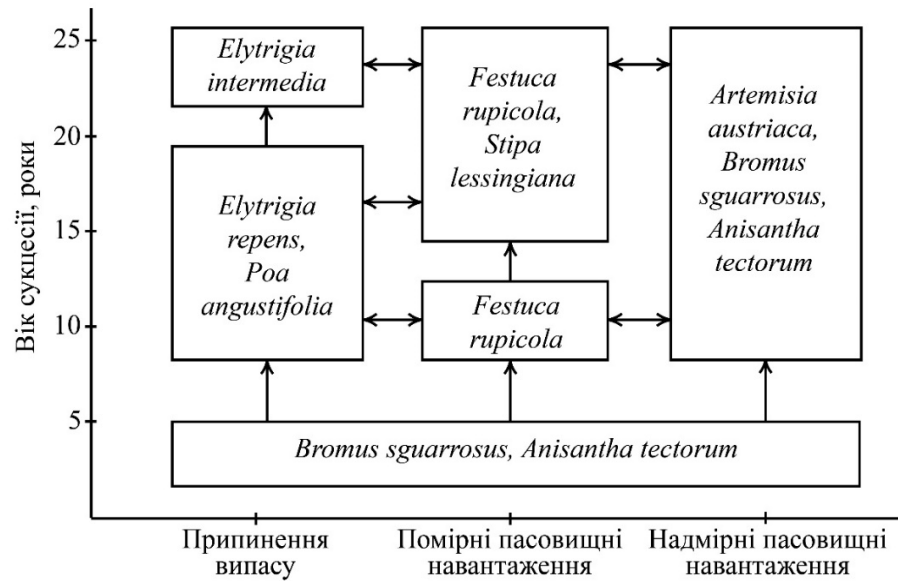 Вік сукцесії, роки
25
20
15
10
5
Elytrigia
intermedia
Festuca
rupicola,
Stipa
lessingiana
Artemisia
austriaca,
Bromus
sguarrosus,
Anisantha
tectorum
Elytrigia
repens,
Poa
angustifolia
Festuca
rupicola
Bromus sguarrosus, Anisantha tectorum
Припинення
випасу
Помірні пасовищні
навантаження
Надмірні пасовищні
навантаження